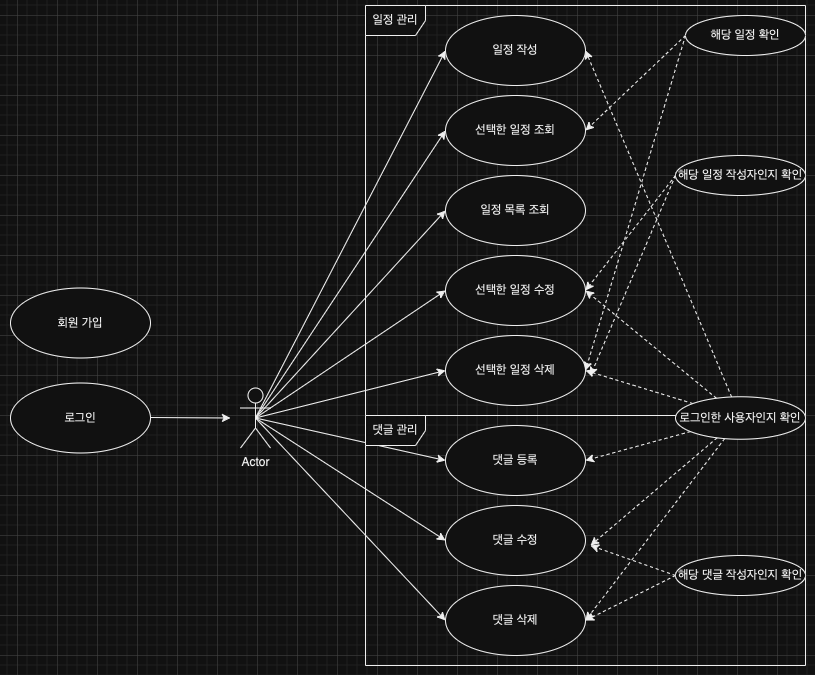 일정 관리
일정 작성
해당 일정 확인
선택한 일정 조회
해당 일정 작성자인지 확인
일정 목록 조회
선택한 일정 수정
회원 가입
선택한 일정 삭제
로그인
로그인한 사용자인지 확인
댓글 관리
Actor
댓글 등록
댓글 수정
해당 댓글 작성자인지 확인
댓글 삭제